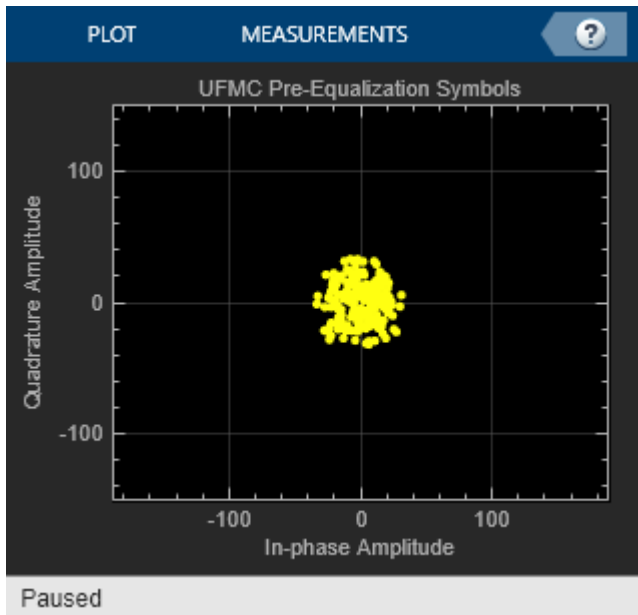 PLOT MEASUREMENTS ?
UFMC Pre-Equalization Symbols
100
0
-100
Quadrature Amplitude
-100 0 100
In-phase Amplitude
Paused